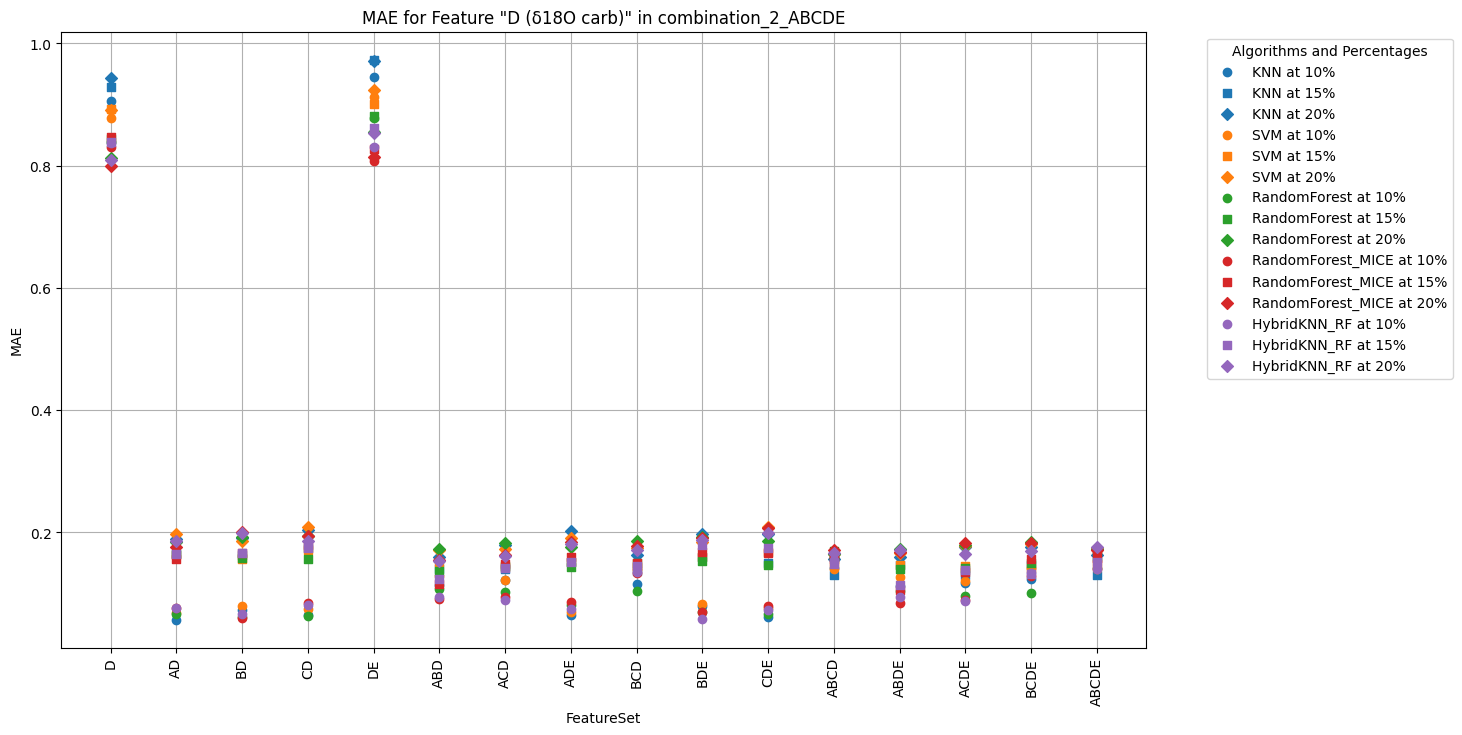 MAE for Feature "D (δ18O carb)" in combination_2_ABCDE
MAE
1.0
0.8
0.6
0.4
0.2
D
AD
BD
CD
DE
ABD
ACD
ADE
BCD
BDE
CDE
ABCD
ABDE
ACDE
BCDE
ABCDE
FeatureSet
Algorithms and Percentages
KNN at 10%
KNN at 15%
KNN at 20%
SVM at 10%
SVM at 15%
SVM at 20%
RandomForest at 10%
RandomForest at 15%
RandomForest at 20%
RandomForest_MICE at 10%
RandomForest_MICE at 15%
RandomForest_MICE at 20%
HybridKNN_RF at 10%
HybridKNN_RF at 15%
HybridKNN_RF at 20%